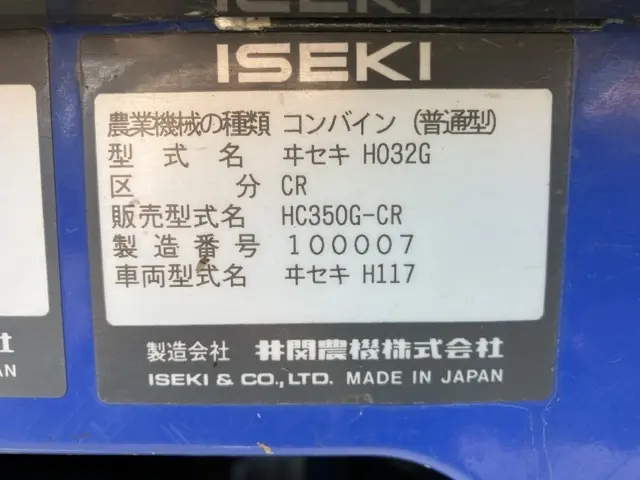 ISEKI
農業機械の種類 コンバイン (普通型)
型式名 ヰセキ HO32G
区分 CR
販売型式名 HC350G-CR
製造番号 100007
車両型式名 ヰセキ H117
製造会社 井関農機株式会社
ISEKI & CO., LTD. MADE IN JAPAN